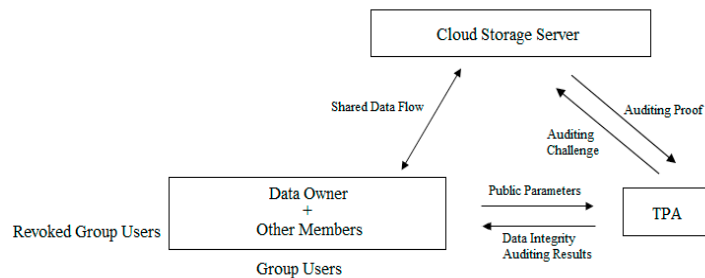 Cloud Storage Server
Shared Data Flow
Auditing Proof
Auditing
Challenge
Data Owner
+
Other Members
Public Parameters
TPA
Revoked Group Users
Data Integrity
Auditing Results
Group Users